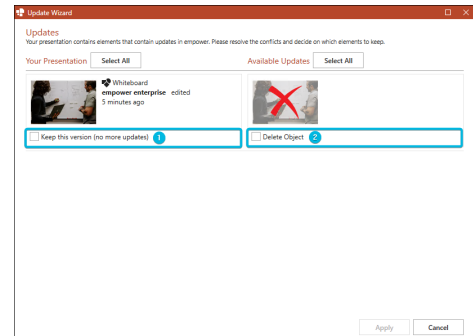 Update Wizard
Updates
Your presentation contains elements that contain updates in empower. Please resolve the conflicts and decide on which elements to keep.
Your Presentation Select All Available Updates Select All
Whiteboard
empower enterprise edited
5 minutes ago
Keep this version (no more updates) 1 Delete Object 2
Apply Cancel